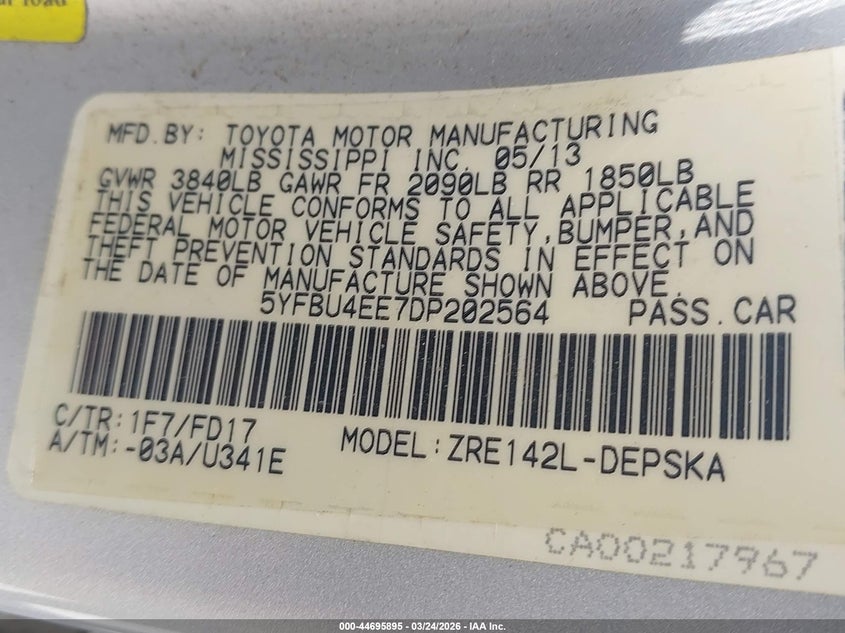 MFD.BY: TOYOTA MOTOR MANUFACTURING
MISSISSIPPI INC. 05/13
GVWR 3840LB GAWR FR 2090LB RR 1850LB
THIS VEHICLE CONFORMS TO ALL APPLICABLE
FEDERAL MOTOR VEHICLE SAFETY,BUMPER,AND
THEFT PREVENTION STANDARDS IN EFFECT ON
THE DATE OF MANUFACTURE SHOWN ABOVE.
5YFBU4EE7DP202564 PASS.CAR
C/TR:1F7/FD17
A/TM:-03A/U341E
MODEL:ZRE142L-DEPSKA
CA00217967
000-44695895 | 03/24/2026 – IAA Inc.